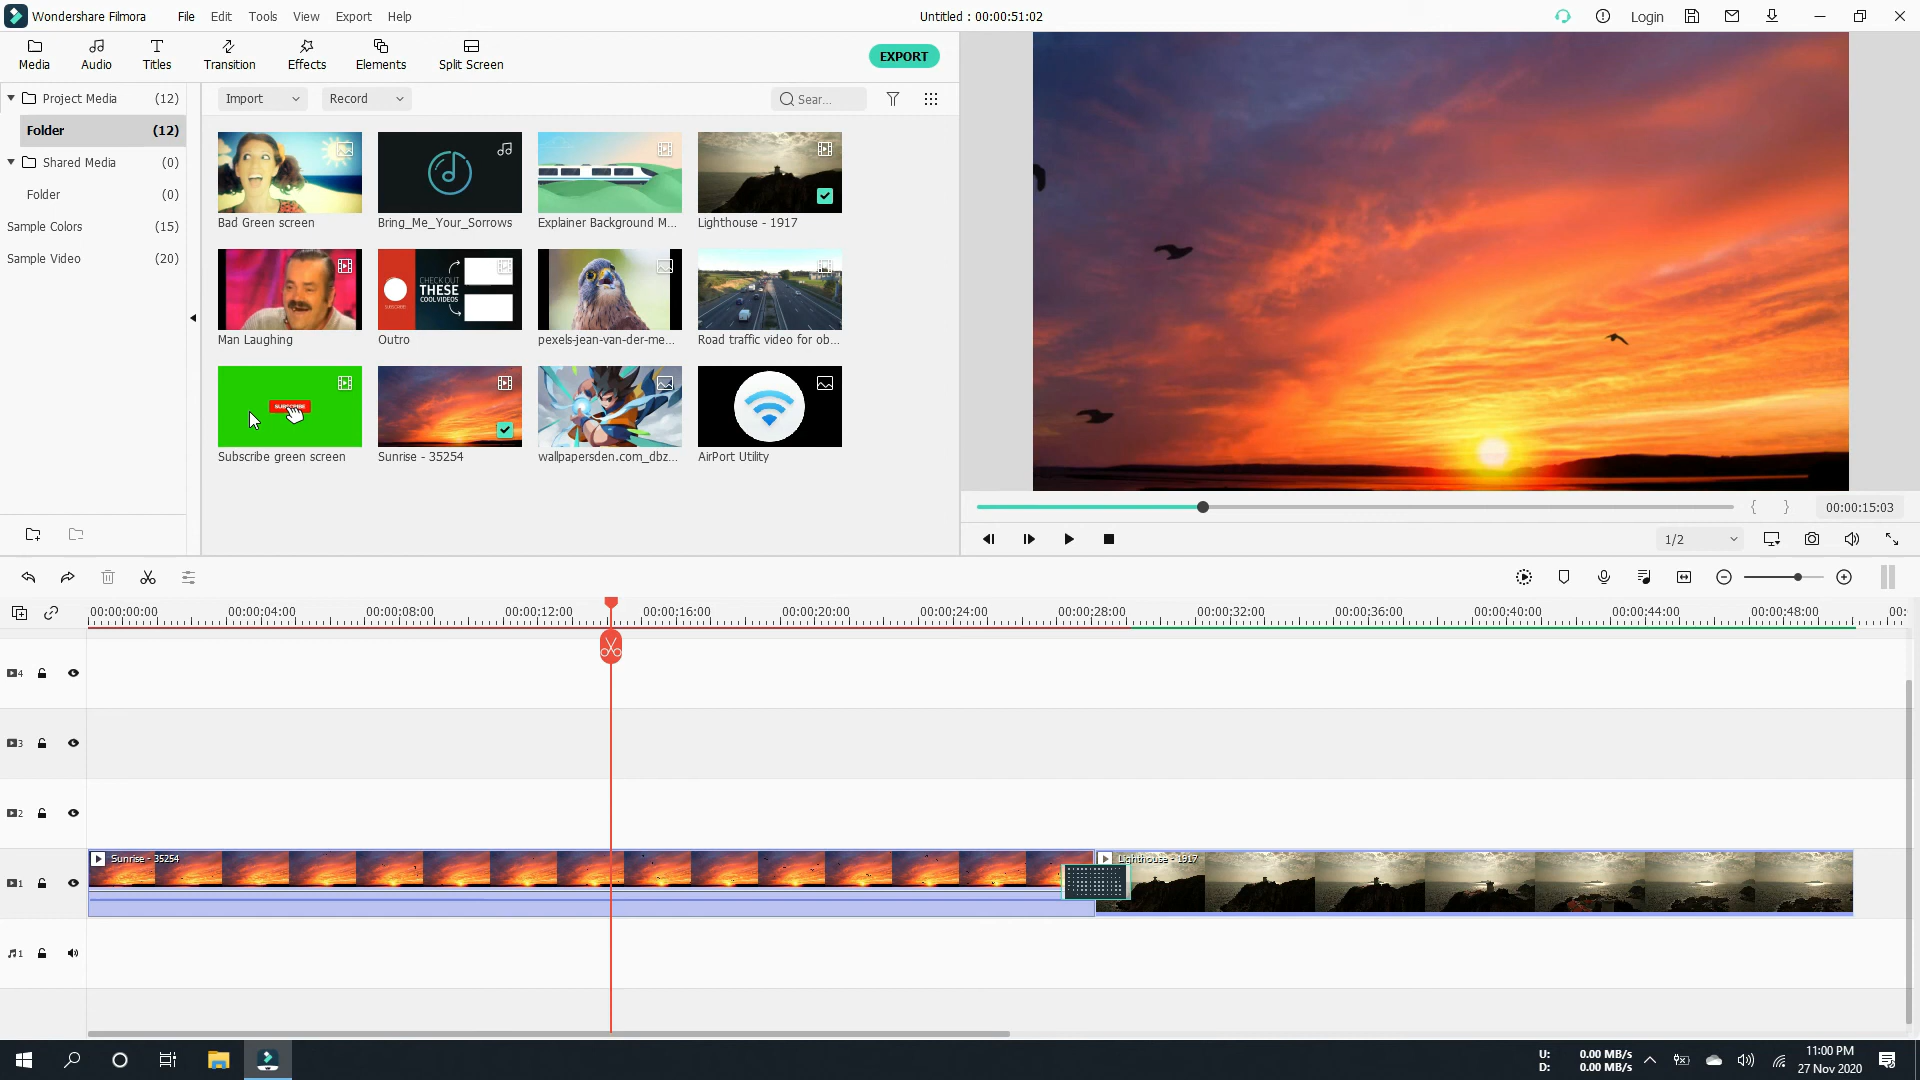 Wondershare Filmora File Edit Tools View Export Help Untitled : 00:00:51:02 Login
Media Audio Titles Transition Effects Elements Split Screen EXPORT
Project Media (12)
Folder (12)
Shared Media (0)
Folder (0)
Sample Colors (15)
Sample Video (20)
Import Record Sear...
Bad Green screen Bring_Me_Your_Sorrows Explainer Background M... Lighthouse - 1917
CHECK OUT
THESE
COOL VIDEOS
SUBSCRIBE
Man Laughing Outro pexels-jean-van-der-me... Road traffic video for ob...
SUBSCRIBE
Subscribe green screen Sunrise - 35254 wallpapersden.com_dbz... AirPort Utility
{ } 00:00:15:03
1/2
00:00:00:00 00:00:04:00 00:00:08:00 00:00:12:00 00:00:16:00 00:00:20:00 00:00:24:00 00:00:28:00 00:00:32:00 00:00:36:00 00:00:40:00 00:00:44:00 00:00:48:00 00:
4
3
2
Sunrise - 35254 Lighthouse - 1917
1
1
U: 0.00 MB/s
D: 0.00 MB/s
11:00 PM
27 Nov 2020